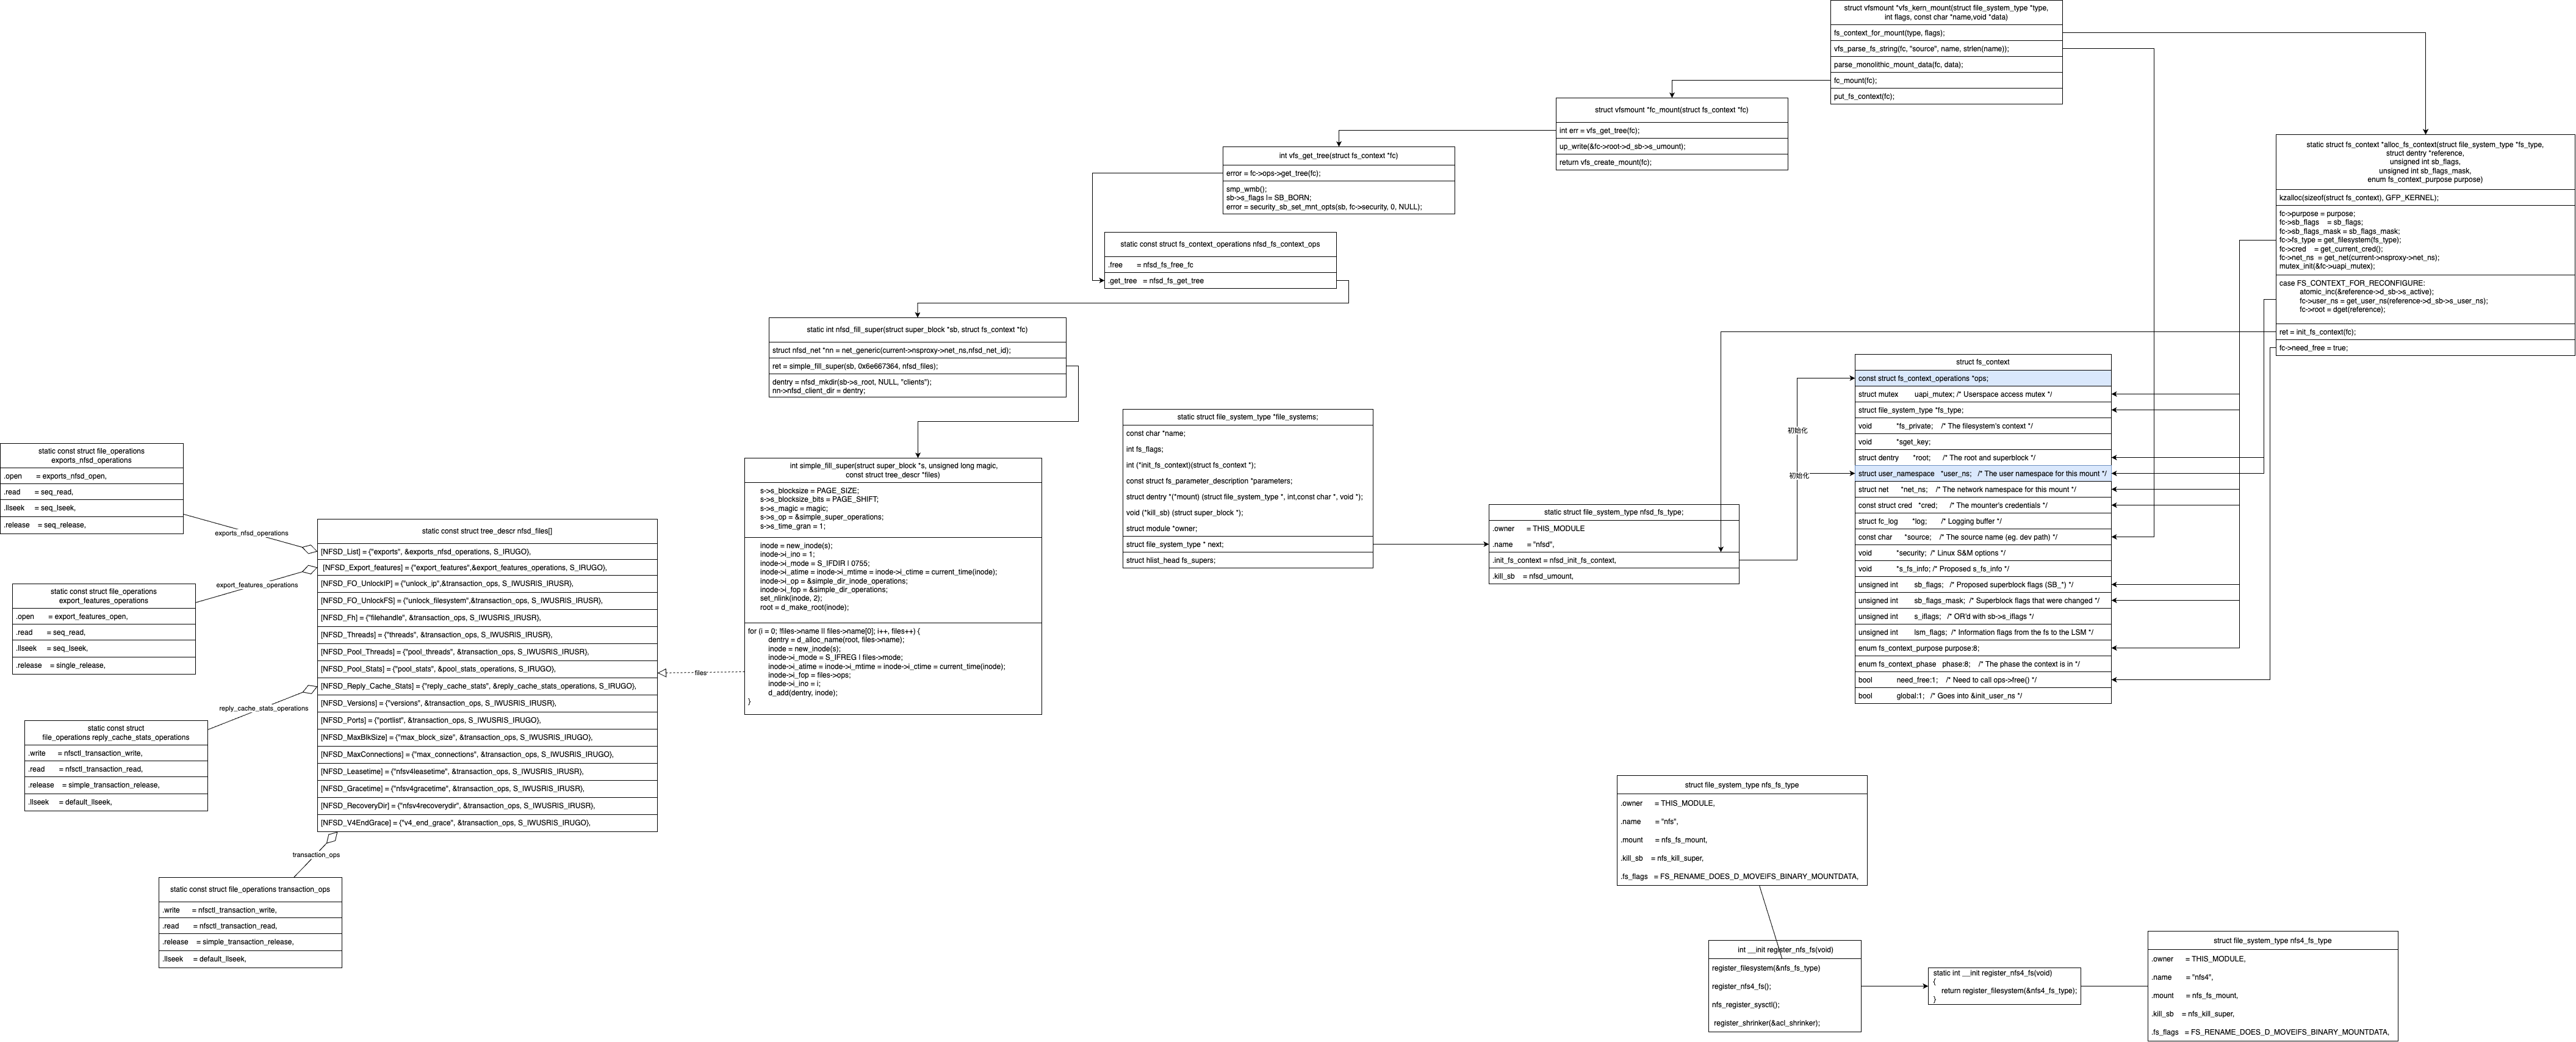 struct vfsmount *vfs_kern_mount(struct file_system_type *type,
int flags, const char *name,void *data)
fs_context_for_mount(type, flags);
vfs_parse_fs_string(fc, "source", name, strlen(name));
parse_monolithic_mount_data(fc, data);
fc_mount(fc);
put_fs_context(fc);
struct vfsmount *fc_mount(struct fs_context *fc)
int err = vfs_get_tree(fc);
up_write(&fc->root->d_sb->s_umount);
return vfs_create_mount(fc);
int vfs_get_tree(struct fs_context *fc)
error = fc->ops->get_tree(fc);
smp_wmb();
sb->s_flags |= SB_BORN;
error = security_sb_set_mnt_opts(sb, fc->security, 0, NULL);
static struct fs_context *alloc_fs_context(struct file_system_type *fs_type,
struct dentry *reference,
unsigned int sb_flags,
unsigned int sb_flags_mask,
enum fs_context_purpose purpose)
kzalloc(sizeof(struct fs_context), GFP_KERNEL);
fc->purpose = purpose;
fc->sb_flags = sb_flags;
fc->sb_flags_mask = sb_flags_mask;
fc->fs_type = get_filesystem(fs_type);
fc->cred = get_current_cred();
fc->net_ns = get_net(current->nsproxy->net_ns);
mutex_init(&fc->uapi_mutex);
case FS_CONTEXT_FOR_RECONFIGURE:
atomic_inc(&reference->d_sb->s_active);
fc->user_ns = get_user_ns(reference->d_sb->s_user_ns);
fc->root = dget(reference);
ret = init_fs_context(fc);
fc->need_free = true;
static const struct fs_context_operations nfsd_fs_context_ops
.free = nfsd_fs_free_fc
.get_tree = nfsd_fs_get_tree
static int nfsd_fill_super(struct super_block *sb, struct fs_context *fc)
struct nfsd_net *nn = net_generic(current->nsproxy->net_ns,nfsd_net_id);
ret = simple_fill_super(sb, 0x6e667364, nfsd_files);
dentry = nfsd_mkdir(sb->s_root, NULL, "clients");
nn->nfsd_client_dir = dentry;
struct fs_context
const struct fs_context_operations *ops;
struct mutex uapi_mutex; /* Userspace access mutex */
struct file_system_type *fs_type;
void *fs_private; /* The filesystem's context */
void *sget_key;
struct dentry *root; /* The root and superblock */
struct user_namespace *user_ns; /* The user namespace for this mount */
struct net *net_ns; /* The network namespace for this mount */
const struct cred *cred; /* The mounter's credentials */
struct fc_log *log; /* Logging buffer */
const char *source; /* The source name (eg. dev path) */
void *security; /* Linux S&M options */
void *s_fs_info; /* Proposed s_fs_info */
unsigned int sb_flags; /* Proposed superblock flags (SB_*) */
unsigned int sb_flags_mask; /* Superblock flags that were changed */
unsigned int s_iflags; /* OR'd with sb->s_iflags */
unsigned int lsm_flags; /* Information flags from the fs to the LSM */
enum fs_context_purpose purpose:8;
enum fs_context_phase phase:8; /* The phase the context is in */
bool need_free:1; /* Need to call ops->free() */
bool global:1; /* Goes into &init_user_ns */
初始化
初始化
static struct file_system_type *file_systems;
const char *name;
int fs_flags;
int (*init_fs_context)(struct fs_context *);
const struct fs_parameter_description *parameters;
struct dentry *(*mount) (struct file_system_type *, int,const char *, void *);
void (*kill_sb) (struct super_block *);
struct module *owner;
struct file_system_type * next;
struct hlist_head fs_supers;
static struct file_system_type nfsd_fs_type;
.owner = THIS_MODULE
.name = "nfsd",
.init_fs_context = nfsd_init_fs_context,
.kill_sb = nfsd_umount,
int simple_fill_super(struct super_block *s, unsigned long magic,
const struct tree_descr *files)
s->s_blocksize = PAGE_SIZE;
s->s_blocksize_bits = PAGE_SHIFT;
s->s_magic = magic;
s->s_op = &simple_super_operations;
s->s_time_gran = 1;
inode = new_inode(s);
inode->i_ino = 1;
inode->i_mode = S_IFDIR | 0755;
inode->i_atime = inode->i_mtime = inode->i_ctime = current_time(inode);
inode->i_op = &simple_dir_inode_operations;
inode->i_fop = &simple_dir_operations;
set_nlink(inode, 2);
root = d_make_root(inode);
for (i = 0; !files->name || files->name[0]; i++, files++) {
dentry = d_alloc_name(root, files->name);
inode = new_inode(s);
inode->i_mode = S_IFREG | files->mode;
inode->i_atime = inode->i_mtime = inode->i_ctime = current_time(inode);
inode->i_fop = files->ops;
inode->i_ino = i;
d_add(dentry, inode);
}
files
static const struct file_operations
exports_nfsd_operations
.open = exports_nfsd_open,
.read = seq_read,
.llseek = seq_lseek,
.release = seq_release,
exports_nfsd_operations
static const struct file_operations
export_features_operations
.open = export_features_open,
.read = seq_read,
.llseek = seq_lseek,
.release = single_release,
export_features_operations
static const struct
file_operations reply_cache_stats_operations
.write = nfsctl_transaction_write,
.read = nfsctl_transaction_read,
.release = simple_transaction_release,
.llseek = default_llseek,
reply_cache_stats_operations
static const struct tree_descr nfsd_files[]
[NFSD_List] = {"exports", &exports_nfsd_operations, S_IRUGO},
[NFSD_Export_features] = {"export_features",&export_features_operations, S_IRUGO},
[NFSD_FO_UnlockIP] = {"unlock_ip",&transaction_ops, S_IWUSRIS_IRUSR},
[NFSD_FO_UnlockFS] = {"unlock_filesystem",&transaction_ops, S_IWUSRIS_IRUSR},
[NFSD_Fh] = {"filehandle", &transaction_ops, S_IWUSRIS_IRUSR},
[NFSD_Threads] = {"threads", &transaction_ops, S_IWUSRIS_IRUSR},
[NFSD_Pool_Threads] = {"pool_threads", &transaction_ops, S_IWUSRIS_IRUSR},
[NFSD_Pool_Stats] = {"pool_stats", &pool_stats_operations, S_IRUGO},
[NFSD_Reply_Cache_Stats] = {"reply_cache_stats", &reply_cache_stats_operations, S_IRUGO},
[NFSD_Versions] = {"versions", &transaction_ops, S_IWUSRIS_IRUSR},
[NFSD_Ports] = {"portlist", &transaction_ops, S_IWUSRIS_IRUGO},
[NFSD_MaxBlkSize] = {"max_block_size", &transaction_ops, S_IWUSRIS_IRUGO},
[NFSD_MaxConnections] = {"max_connections", &transaction_ops, S_IWUSRIS_IRUGO},
[NFSD_Leasetime] = {"nfsv4leasetime", &transaction_ops, S_IWUSRIS_IRUSR},
[NFSD_Gracetime] = {"nfsv4gracetime", &transaction_ops, S_IWUSRIS_IRUSR},
[NFSD_RecoveryDir] = {"nfsv4recoverydir", &transaction_ops, S_IWUSRIS_IRUSR},
[NFSD_V4EndGrace] = {"v4_end_grace", &transaction_ops, S_IWUSRIS_IRUGO},
transaction_ops
static const struct file_operations transaction_ops
.write = nfsctl_transaction_write,
.read = nfsctl_transaction_read,
.release = simple_transaction_release,
.llseek = default_llseek,
struct file_system_type nfs_fs_type
.owner = THIS_MODULE,
.name = "nfs",
.mount = nfs_fs_mount,
.kill_sb = nfs_kill_super,
.fs_flags = FS_RENAME_DOES_D_MOVE|FS_BINARY_MOUNTDATA,
int __init register_nfs_fs(void)
register_filesystem(&nfs_fs_type)
register_nfs4_fs();
nfs_register_sysctl();
register_shrinker(&acl_shrinker);
static int __init register_nfs4_fs(void)
{
return register_filesystem(&nfs4_fs_type);
}
struct file_system_type nfs4_fs_type
.owner = THIS_MODULE,
.name = "nfs4",
.mount = nfs_fs_mount,
.kill_sb = nfs_kill_super,
.fs_flags = FS_RENAME_DOES_D_MOVE|FS_BINARY_MOUNTDATA,